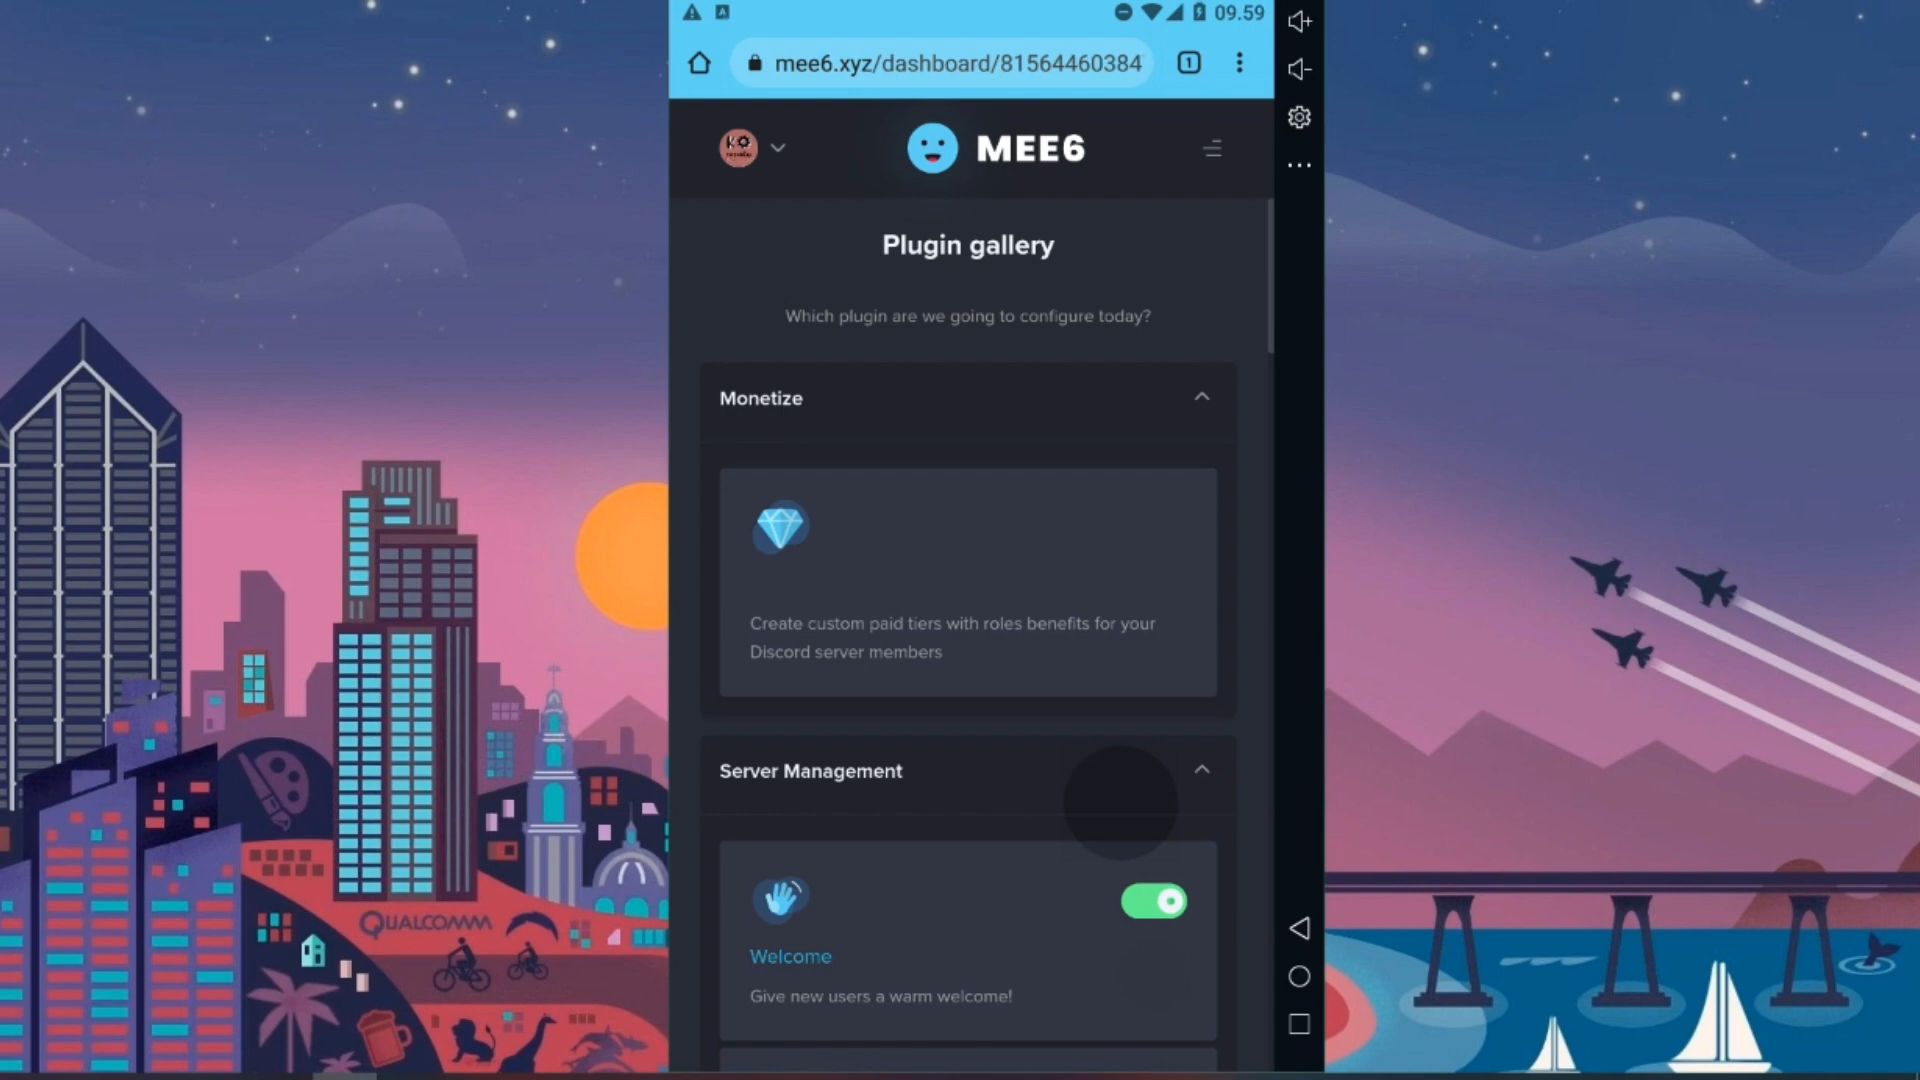 09.59
mee6.xyz/dashboard/81564460384
1
MEE6
Plugin gallery
Which plugin are we going to configure today?
Monetize
Create custom paid tiers with roles benefits for your
Discord server members
Server Management
Welcome
Give new users a warm welcome!
QUALCOMM